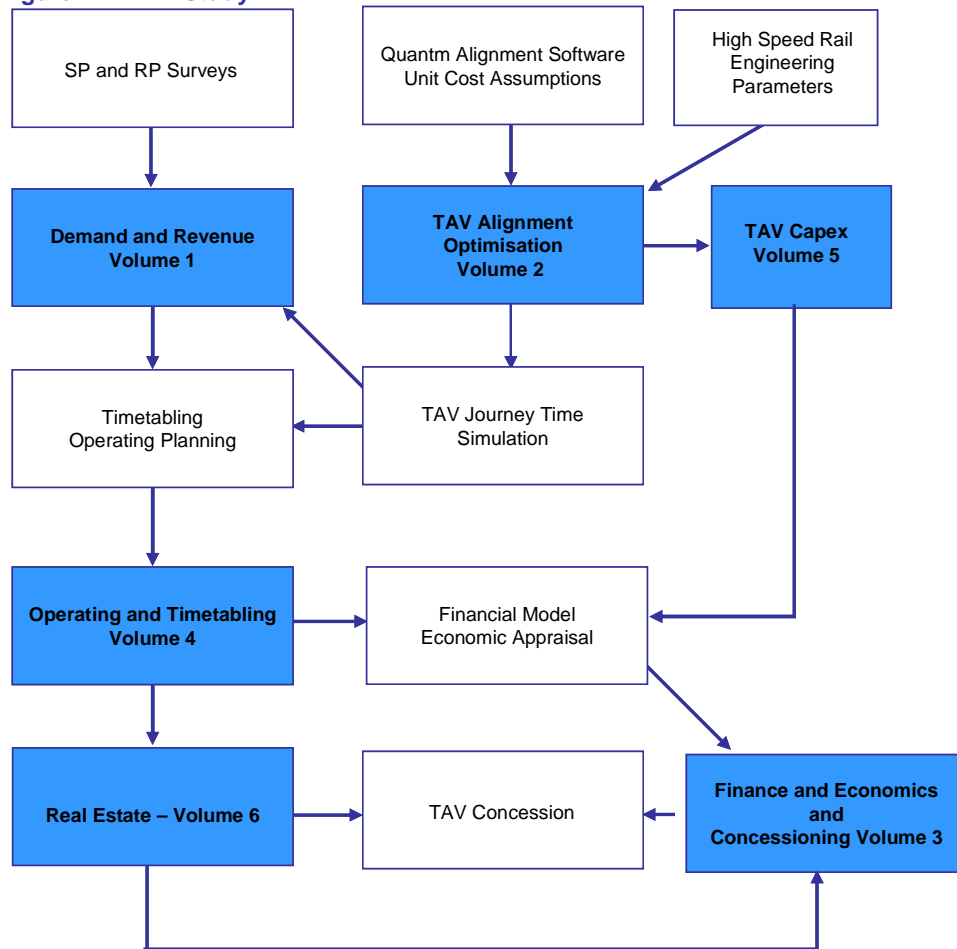 SP and RP Surveys
Quantm Alignment Software
Unit Cost Assumptions
High Speed Rail
Engineering
Parameters
Demand and Revenue
Volume 1
TAV Alignment
Optimisation
Volume 2
TAV Capex
Volume 5
Timetabling
Operating Planning
TAV Journey Time
Simulation
Operating and Timetabling
Volume 4
Financial Model
Economic Appraisal
Real Estate – Volume 6
TAV Concession
Finance and Economics
and
Concessioning Volume 3